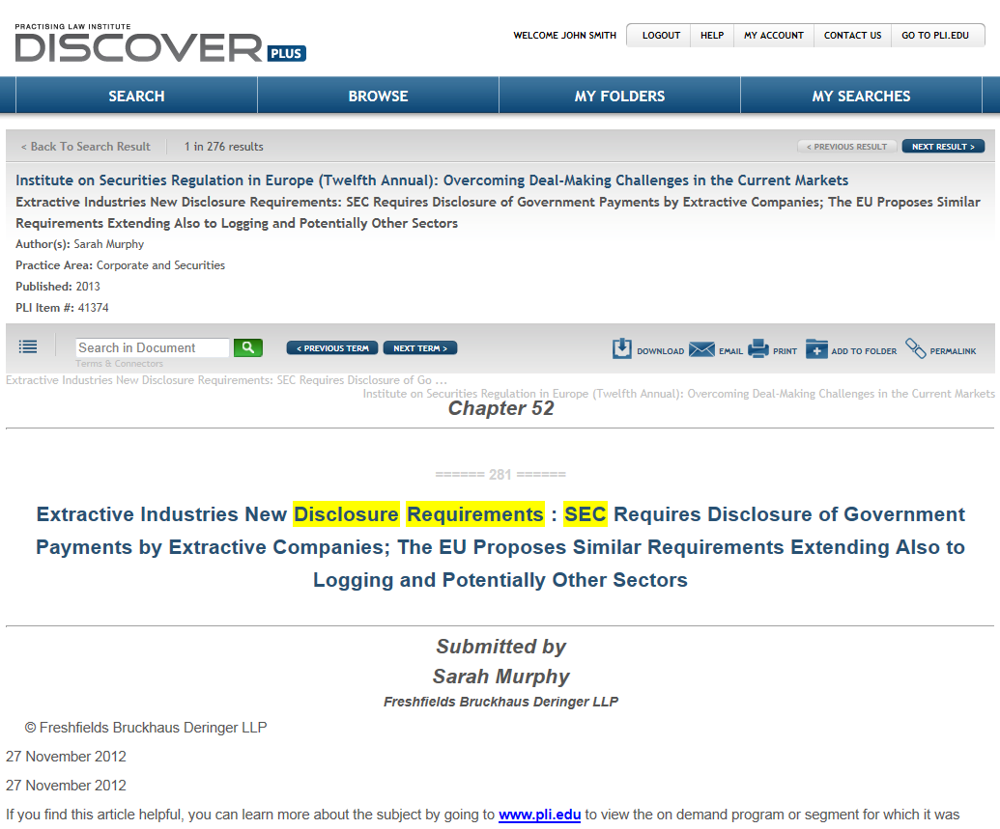 PRACTISING LAW INSTITUTE
DISCOVER PLUS
WELCOME JOHN SMITH LOGOUT HELP MY ACCOUNT CONTACT US GO TO PLI.EDU
SEARCH BROWSE MY FOLDERS MY SEARCHES
< Back To Search Result 1 in 276 results < PREVIOUS RESULT NEXT RESULT >
Institute on Securities Regulation in Europe (Twelfth Annual): Overcoming Deal-Making Challenges in the Current Markets
Extractive Industries New Disclosure Requirements: SEC Requires Disclosure of Government Payments by Extractive Companies; The EU Proposes Similar
Requirements Extending Also to Logging and Potentially Other Sectors
Author(s): Sarah Murphy
Practice Area: Corporate and Securities
Published: 2013
PLI Item #: 41374
Search in Document < PREVIOUS TERM NEXT TERM > DOWNLOAD EMAIL PRINT ADD TO FOLDER PERMALINK
Terms & Connectors
Extractive Industries New Disclosure Requirements: SEC Requires Disclosure of Go ...
Institute on Securities Regulation in Europe (Twelfth Annual): Overcoming Deal-Making Challenges in the Current Markets
Chapter 52
====== 281 ======
Extractive Industries New Disclosure Requirements : SEC Requires Disclosure of Government
Payments by Extractive Companies; The EU Proposes Similar Requirements Extending Also to
Logging and Potentially Other Sectors
Submitted by
Sarah Murphy
Freshfields Bruckhaus Deringer LLP
© Freshfields Bruckhaus Deringer LLP
27 November 2012
27 November 2012
If you find this article helpful, you can learn more about the subject by going to www.pli.edu to view the on demand program or segment for which it was